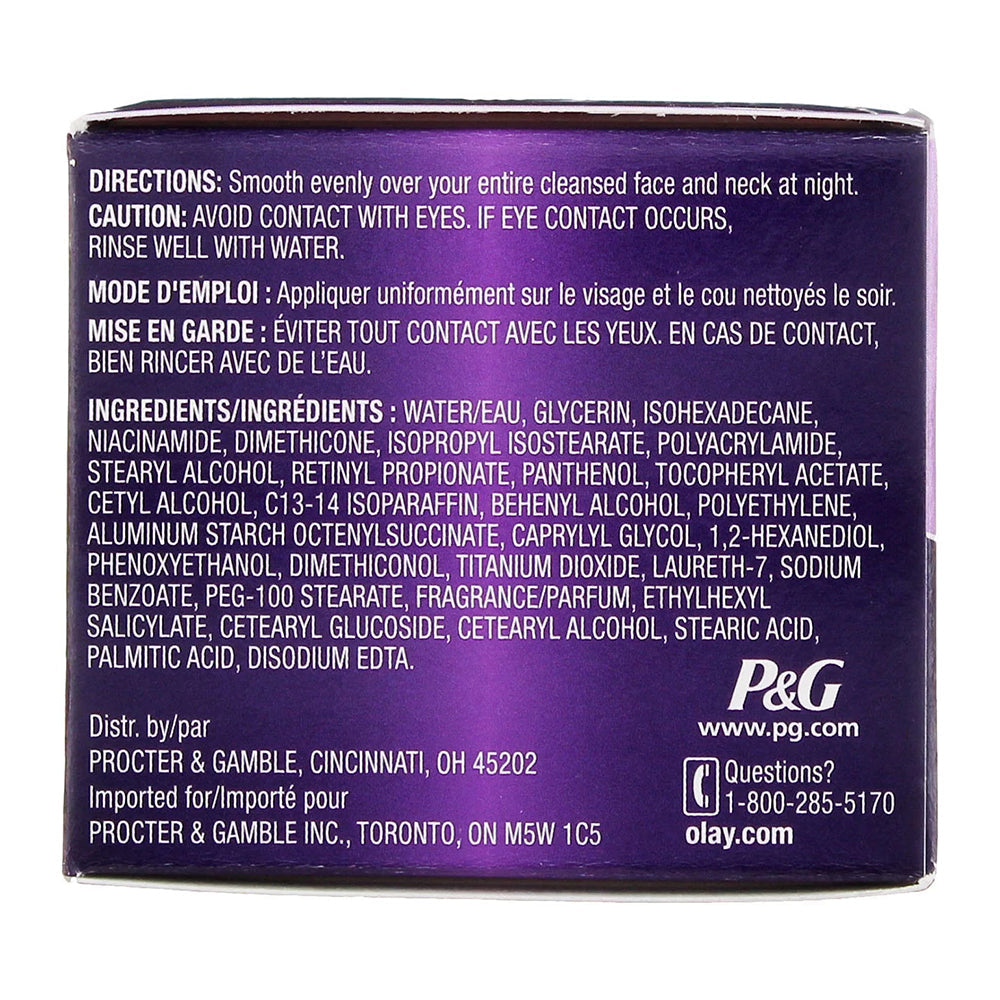 DIRECTIONS: Smooth evenly over your entire cleansed face and neck at night.
CAUTION: AVOID CONTACT WITH EYES. IF EYE CONTACT OCCURS,
RINSE WELL WITH WATER.
MODE D'EMPLOI : Appliquer uniformément sur le visage et le cou nettoyés le soir.
MISE EN GARDE : ÉVITER TOUT CONTACT AVEC LES YEUX. EN CAS DE CONTACT,
BIEN RINCER AVEC DE L'EAU.
INGREDIENTS/INGRÉDIENTS : WATER/EAU, GLYCERIN, ISOHEXADECANE,
NIACINAMIDE, DIMETHICONE, ISOPROPYL ISOSTEARATE, POLYACRYLAMIDE,
STEARYL ALCOHOL, RETINYL PROPIONATE, PANTHENOL, TOCOPHERYL ACETATE,
CETYL ALCOHOL, C13-14 ISOPARAFFIN, BEHENYL ALCOHOL, POLYETHYLENE,
ALUMINUM STARCH OCTENYLSUCCINATE, CAPRYLYL GLYCOL, 1,2-HEXANEDIOL,
PHENOXYETHANOL, DIMETHICONOL, TITANIUM DIOXIDE, LAURETH-7, SODIUM
BENZOATE, PEG-100 STEARATE, FRAGRANCE/PARFUM, ETHYLHEXYL
SALICYLATE, CETEARYL GLUCOSIDE, CETEARYL ALCOHOL, STEARIC ACID,
PALMITIC ACID, DISODIUM EDTA.
Distr. by/par
PROCTER & GAMBLE, CINCINNATI, OH 45202
Imported for/Importé pour
PROCTER & GAMBLE INC., TORONTO, ON M5W 1C5
P&G
www.pg.com
Questions?
1-800-285-5170
olay.com